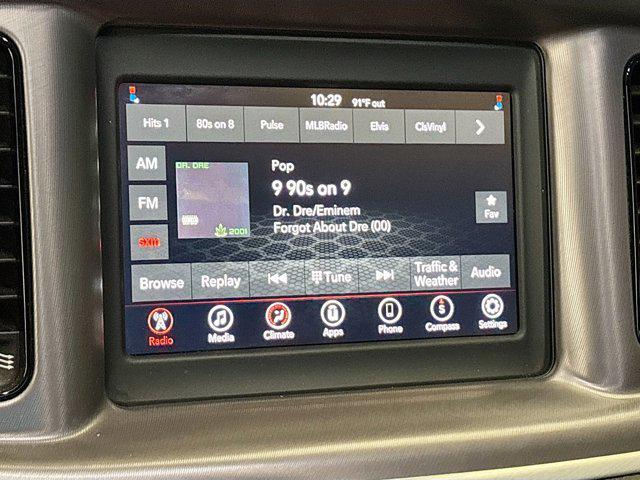 10:29 91°F out
Hits 1 80s on 8 Pulse MLBRadio Elvis ClsVinyl
AM
FM
sxm
DR. DRE
2001
Pop
9 90s on 9
Dr. Dre/Eminem
Forgot About Dre (00)
Fav
Browse Replay Tune Traffic & Weather Audio
Radio Media Climate Apps Phone Compass Settings
S